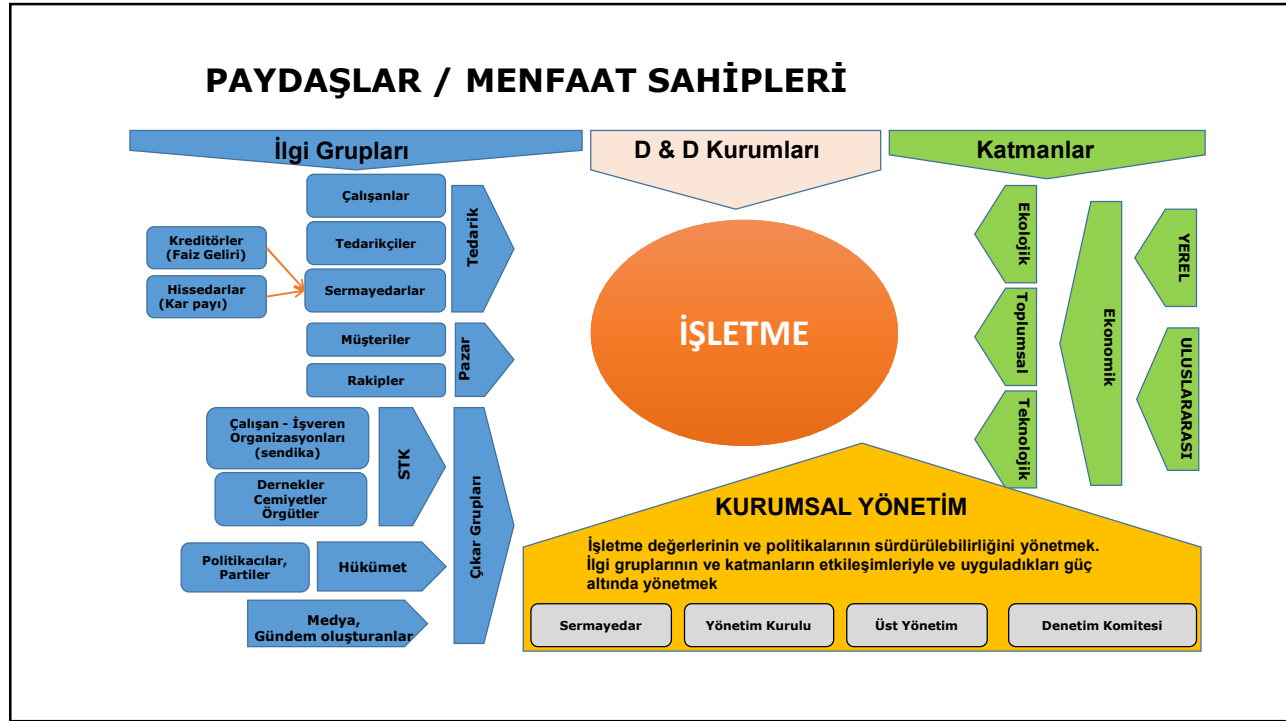 PAYDAŞLAR / MENFAAT SAHİPLERİ
İlgi Grupları
D & D Kurumları
Katmanlar
Çalışanlar
Tedarikçiler
Sermayedarlar
Kreditörler
(Faiz Geliri)
Hissedarlar
(Kar payı)
Tedarik
Müşteriler
Rakipler
Pazar
Çalışan - İşveren
Organizasyonları
(sendika)
Dernekler
Cemiyetler
Örgütler
STK
Politikacılar,
Partiler
Hükümet
Medya,
Gündem oluşturanlar
Çıkar Grupları
İŞLETME
Ekolojik
Toplumsal
Teknolojik
Ekonomik
YEREL
ULUSLARARASI
KURUMSAL YÖNETİM
İşletme değerlerinin ve politikalarının sürdürülebilirliğini yönetmek.
İlgi gruplarının ve katmanların etkileşimleriyle ve uyguladıkları güç
altında yönetmek
Sermayedar
Yönetim Kurulu
Üst Yönetim
Denetim Komitesi